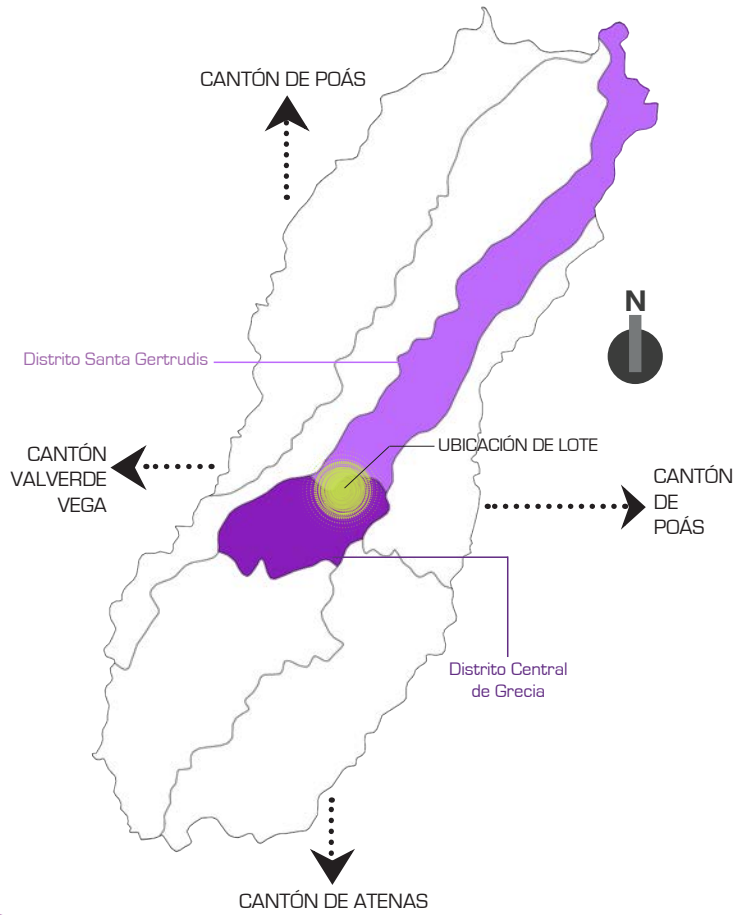 CANTÓN DE POÁS
N
Distrito Santa Gertrudis
UBICACIÓN DE LOTE
CANTÓN
VALVERDE
VEGA
CANTÓN
DE
POÁS
Distrito Central
de Grecia
CANTÓN DE ATENAS